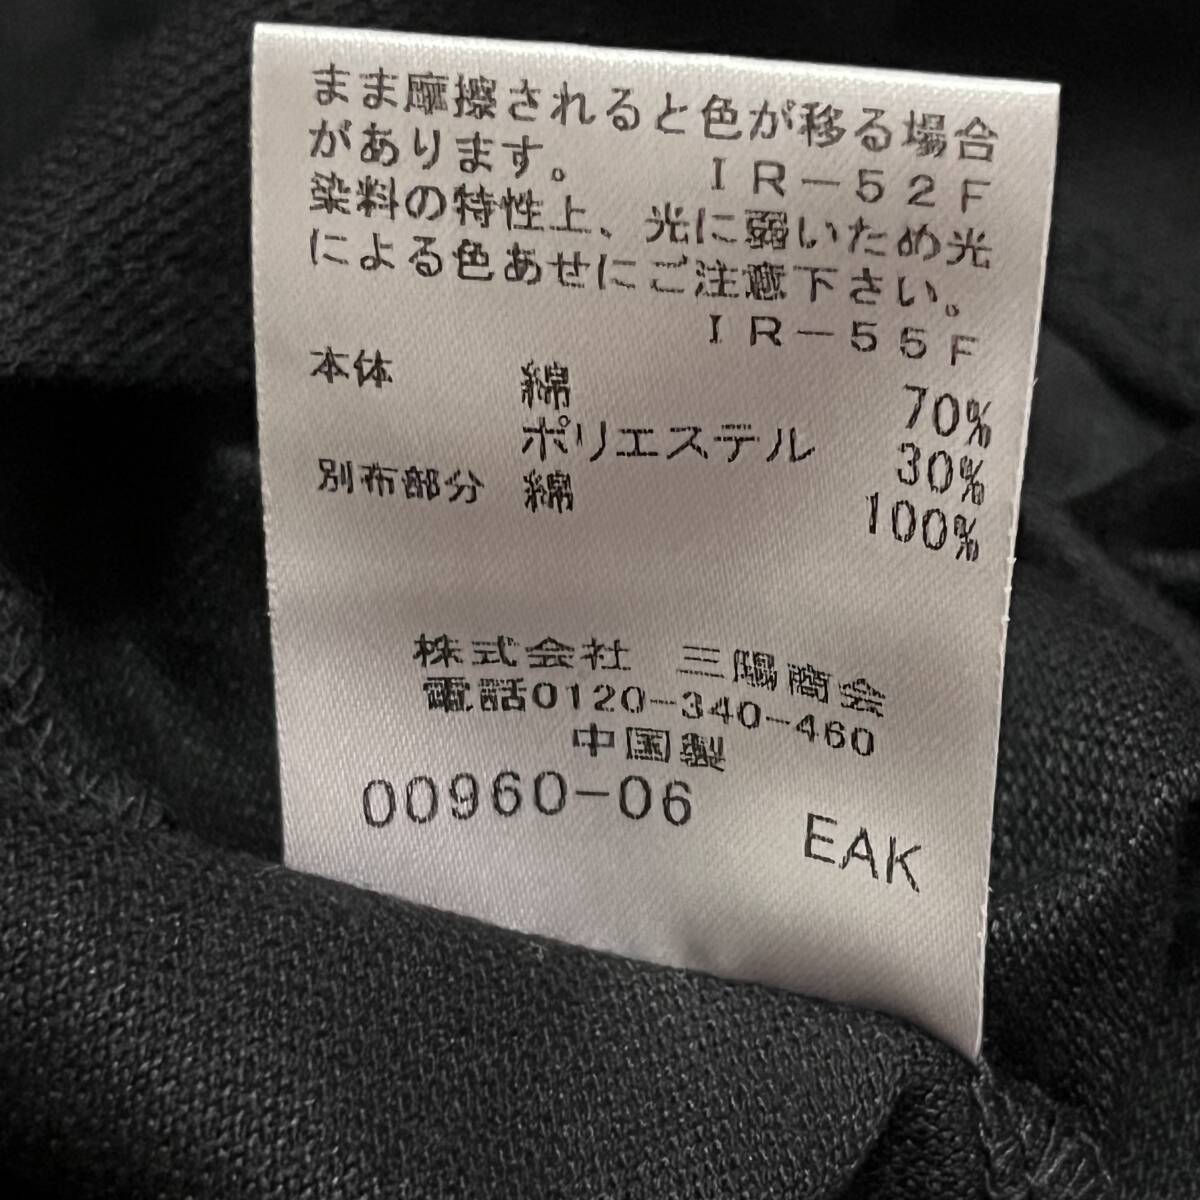 まま摩擦されると色が移る場合
があります。 IR-52F
染料の特性上、光に弱いため光
による色あせにご注意下さい。
IR-55F
本体 綿 70%
ポリエステル 30%
別布部分 綿 100%
株式会社 三陽商会
電話0120-340-460
中国製
00960-06 EAK